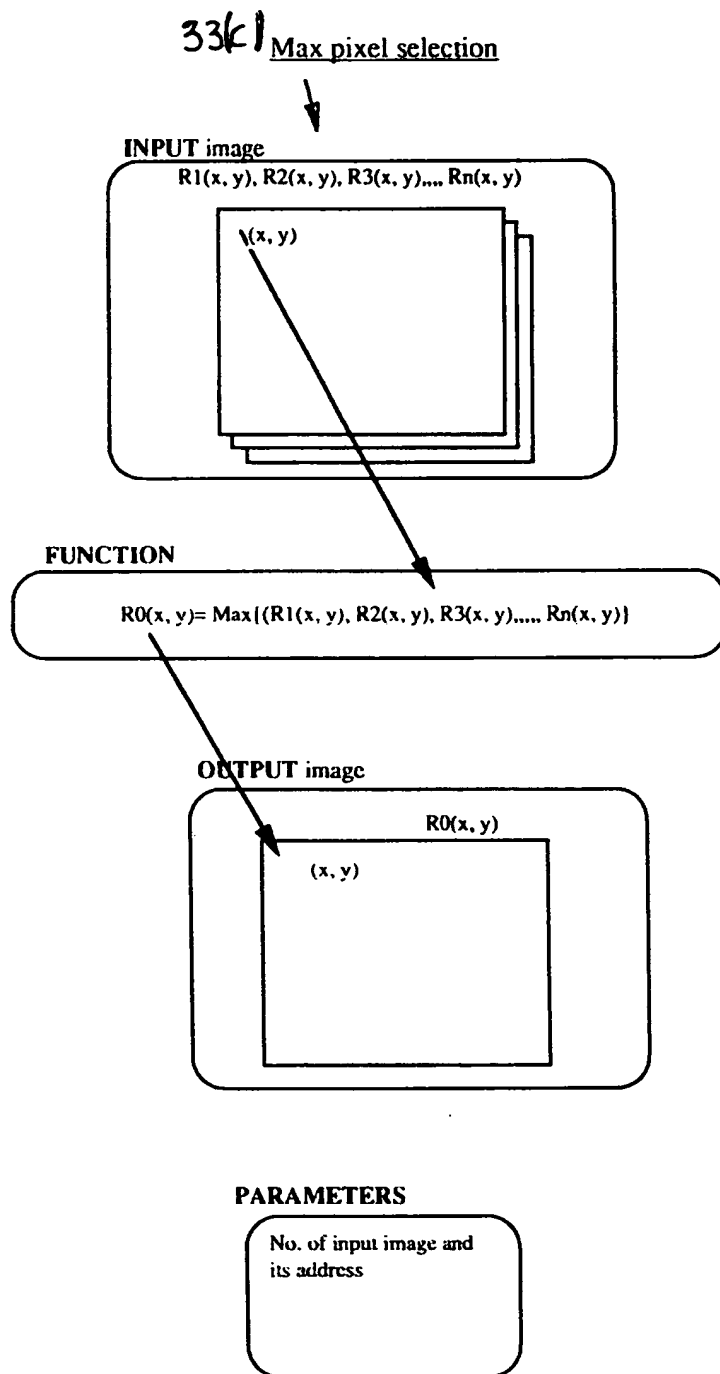 33(c) Max pixel selection
INPUT image
R1(x, y), R2(x, y), R3(x, y),,,, Rn(x, y)
(x, y)
FUNCTION
R0(x, y)= Max{(R1(x, y), R2(x, y), R3(x, y),,,,, Rn(x, y)}
OUTPUT image
R0(x, y)
(x, y)
PARAMETERS
No. of input image and
its address